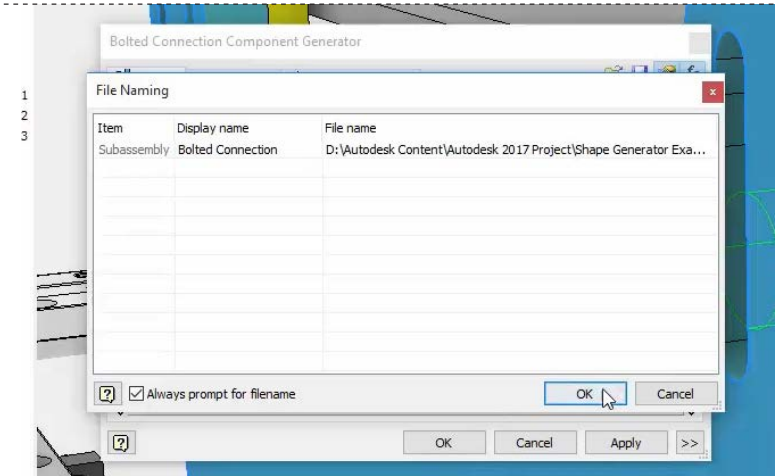 Bolted Connection Component Generator
File Naming
x
1
2
3
Item Display name File name
Subassembly Bolted Connection D:\Autodesk Content\Autodesk 2017 Project\Shape Generator Exa...
? Always prompt for filename OK Cancel
? OK Cancel Apply >>